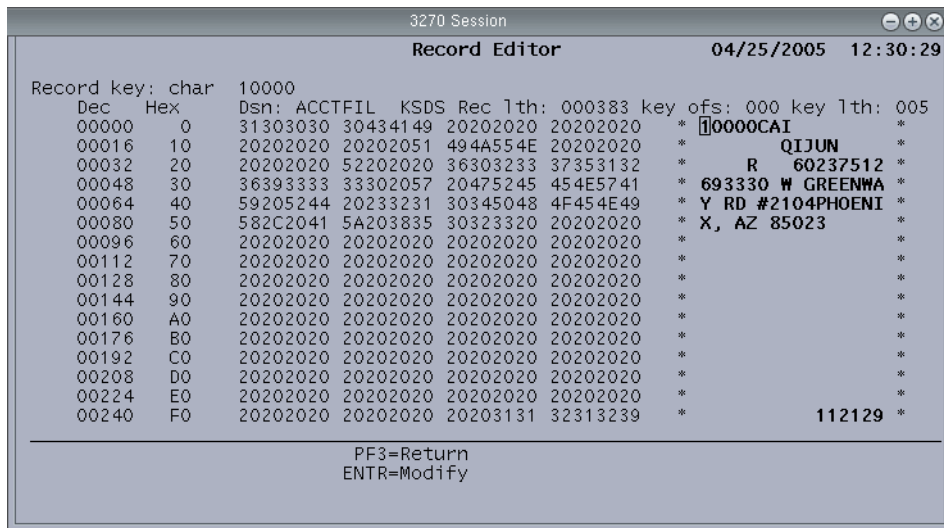 3270 Session
Record Editor 04/25/2005 12:30:29
Record key: char 10000
Dec Hex Dsn: ACCTFIL KSDS Rec lth: 000383 key ofs: 000 key lth: 005
00000 0 31303030 30434149 20202020 20202020 * 10000CAI *
00016 10 20202020 20202051 494A554E 20202020 * QIJUN *
00032 20 20202020 52202020 36303233 37353132 * R 60237512 *
00048 30 36393333 33302057 20475245 454E5741 * 693330 W GREENWA *
00064 40 59205244 20233231 30345048 4F454E49 * Y RD #2104PHOENI *
00080 50 582C2041 5A203835 30323320 20202020 * X, AZ 85023 *
00096 60 20202020 20202020 20202020 20202020 * *
00112 70 20202020 20202020 20202020 20202020 * *
00128 80 20202020 20202020 20202020 20202020 * *
00144 90 20202020 20202020 20202020 20202020 * *
00160 A0 20202020 20202020 20202020 20202020 * *
00176 B0 20202020 20202020 20202020 20202020 * *
00192 C0 20202020 20202020 20202020 20202020 * *
00208 D0 20202020 20202020 20202020 20202020 * *
00224 E0 20202020 20202020 20202020 20202020 * *
00240 F0 20202020 20202020 20203131 32313239 * 112129 *
PF3=Return
ENTR=Modify